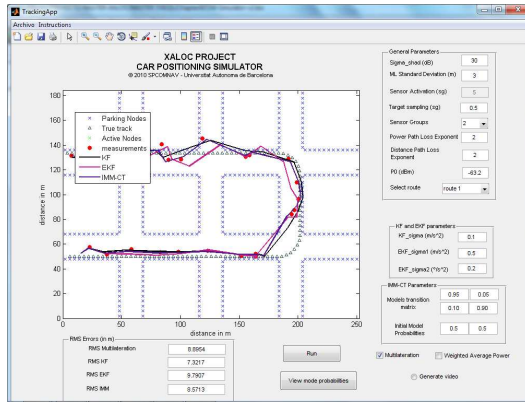 TrackingApp
Archive Instructions
XALOC PROJECT
CAR POSITIONING SIMULATOR
@ 2010 SPCOMNAV - Universitat Autonoma de Barcelona
180
160
140
120
100
80
60
40
20
0
distance in m
0 50 100 150 200 250
distance in m
Parking Nodes
True track
Active Nodes
measurements
KF
EKF
IMM-CT
General Parameters
Sigma_shad (dB) 30
ML Standard Deviation (m) 3
Sensor Activation (sg) 5
Target sampling (sg) 0.5
Sensor Groups 2
Power Path Loss Exponent 2
Distance Path Loss
Exponent 2
P0 (dBm) -63.2
Select route route 1
KF and EKF parameters
KF_sigma (m/s^2) 0.1
EKF_sigma1 (m/s^2) 0.5
EKF_sigma2 (º/s^2) 0.2
IMM-CT Parameters
Models transition
matrix
0.95 0.05
0.10 0.90
Initial Model
Probabilities
0.5 0.5
RMS Errors (in m)
RMS Multilateration 8.8954
RMS KF 7.3217
RMS EKF 9.7907
RMS IMM 8.5713
Run
View mode probabilities
Multilateration
Weighted Average Power
Generate video